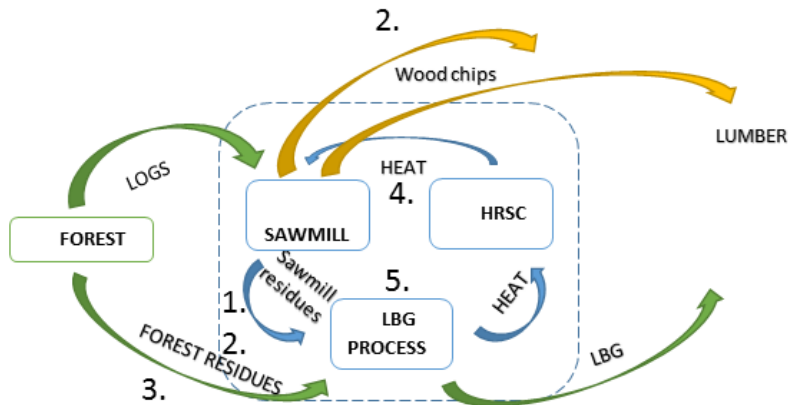 2.
Wood chips
LUMBER
LOGS
HEAT
4.
HRSC
FOREST
SAWMILL
Sawmill
residues
5.
HEAT
1.
LBG
PROCESS
2.
FOREST RESIDUES
LBG
3.